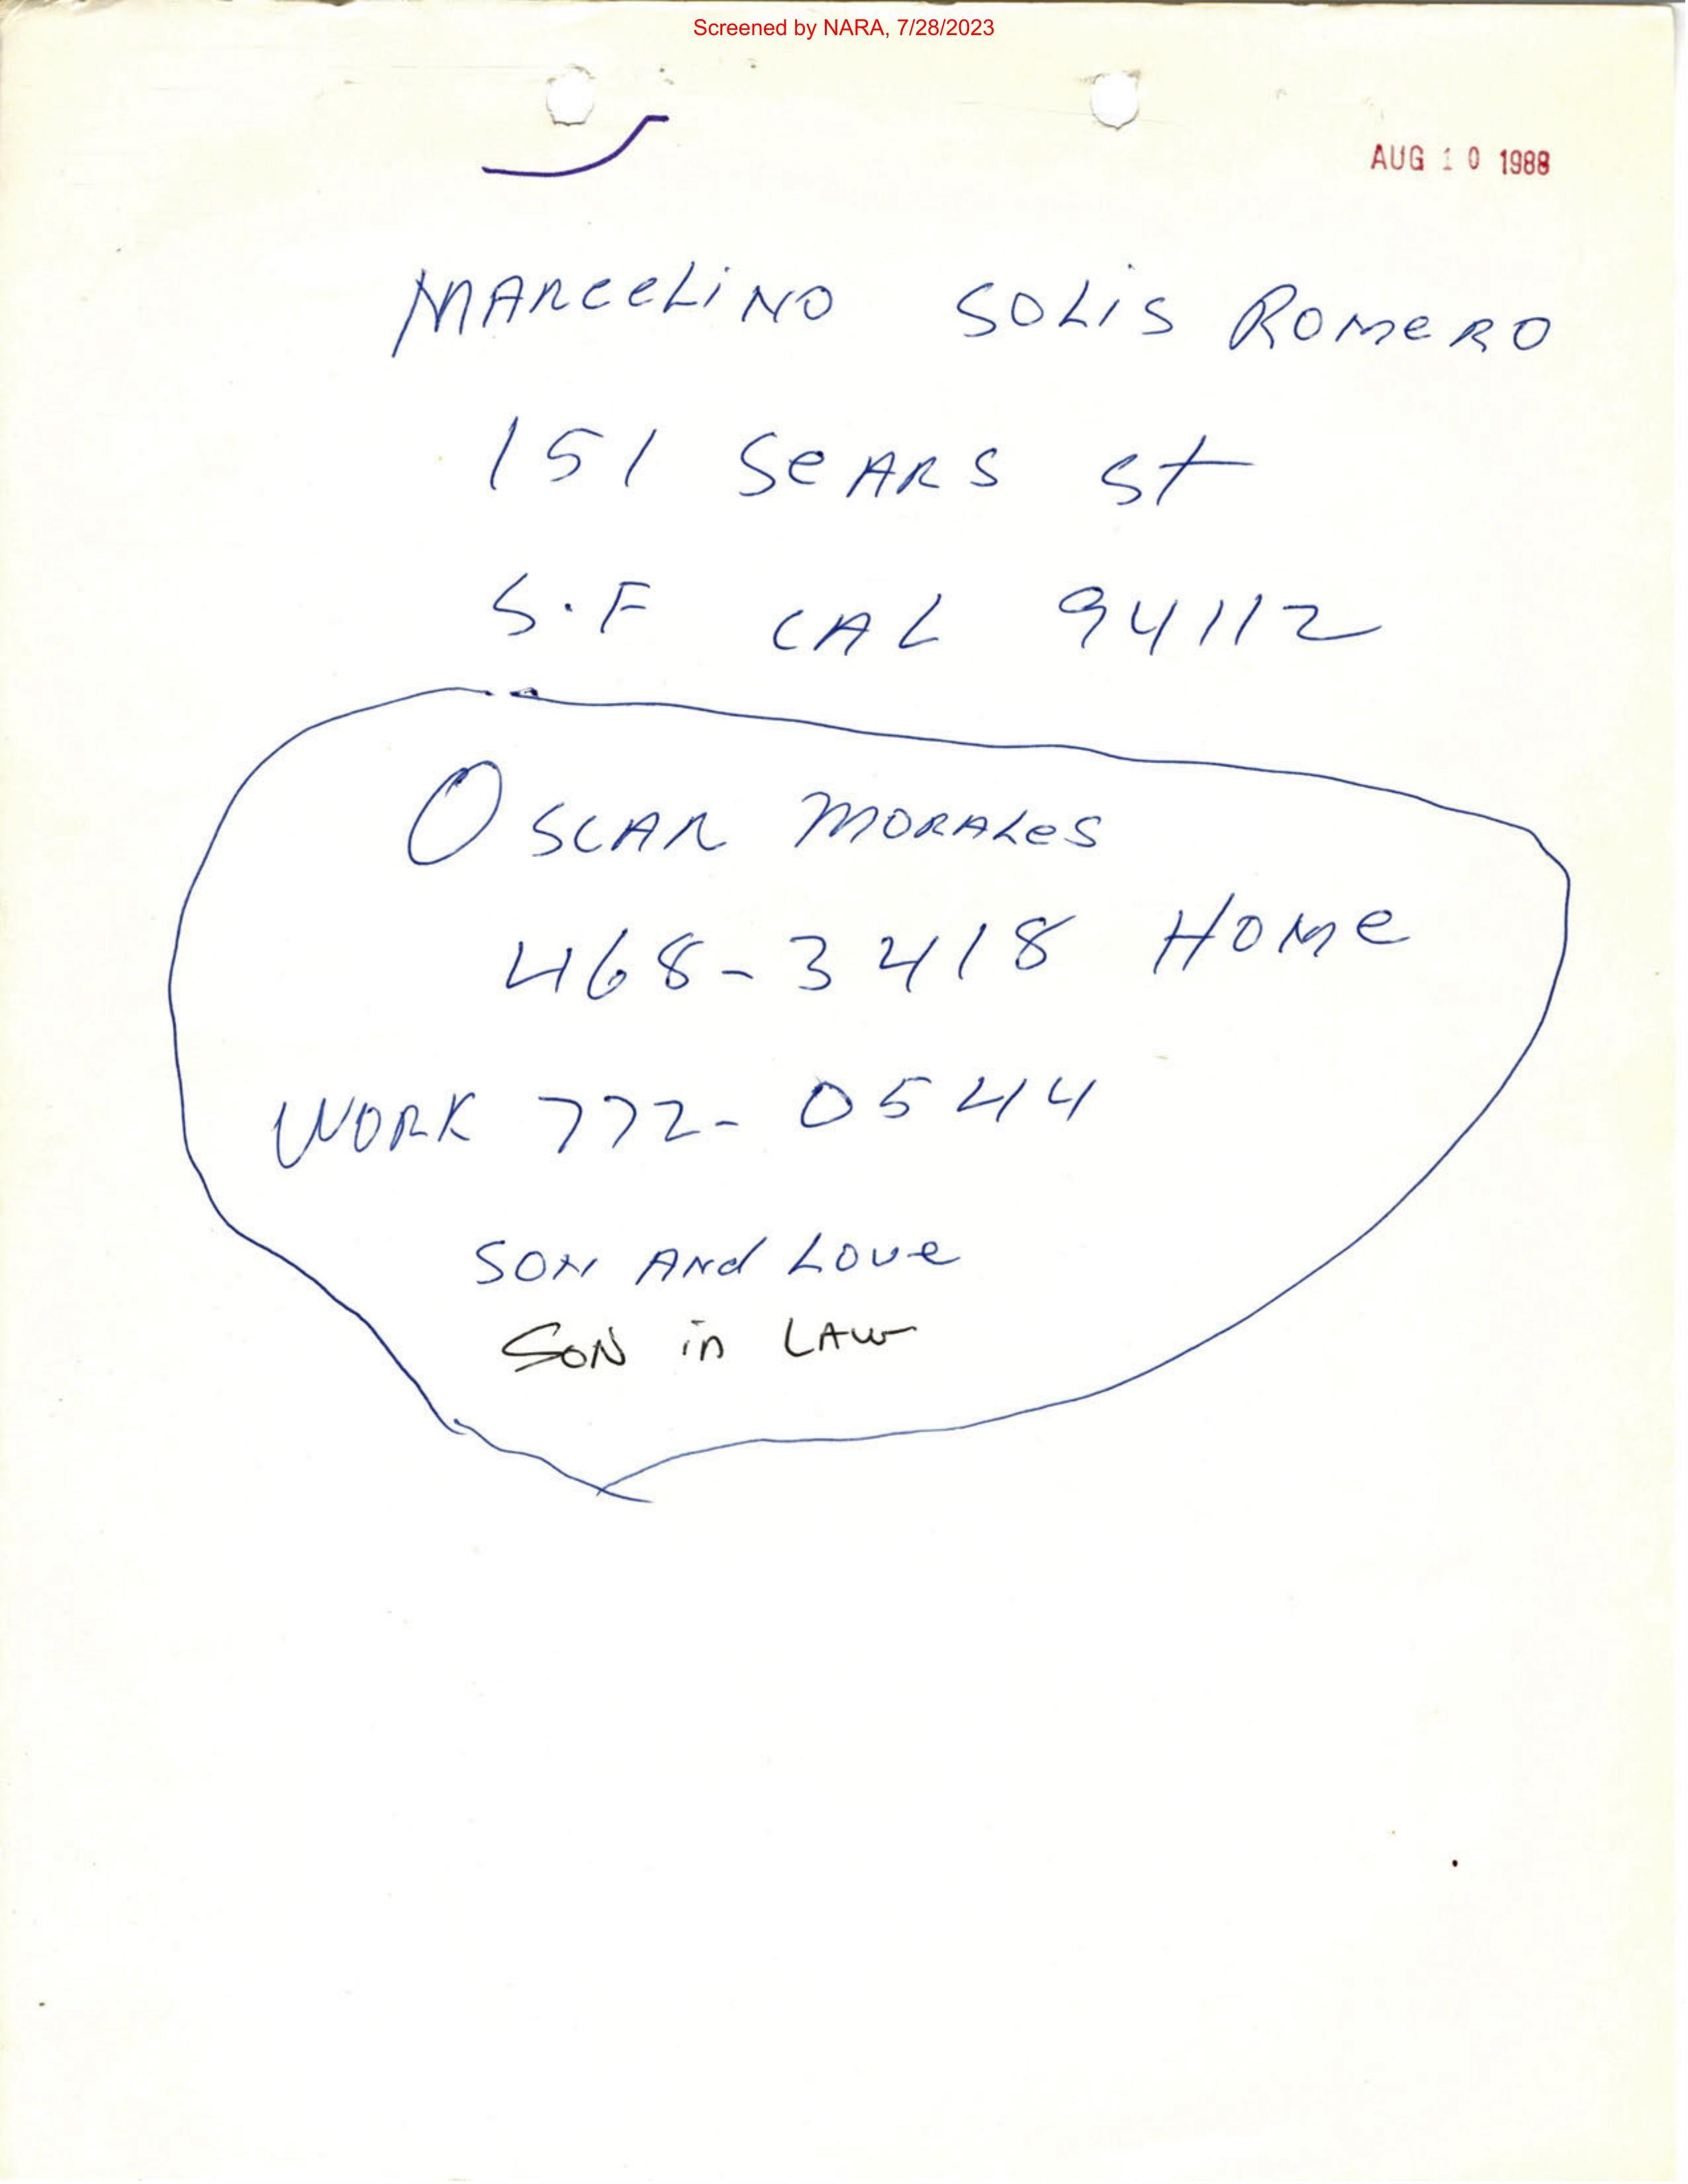 Screened by NARA, 7/28/2023
AUG 10 1988
MARCELINO SOLIS ROMERO
151 SEARS St
S.F CAL 94112
OSCAR MORALES
468-3418 HOME
WORK 772-0544
SON ANd LOVE
SON in LAW